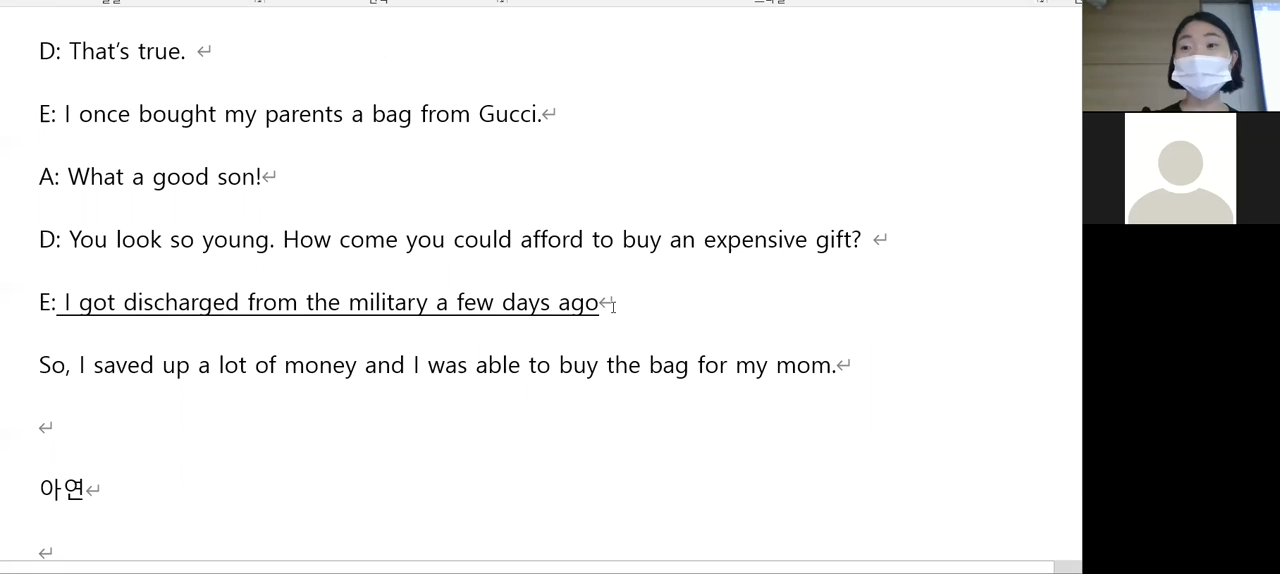 D: That's true.
E: I once bought my parents a bag from Gucci.
A: What a good son!
D: You look so young. How come you could afford to buy an expensive gift?
E: I got discharged from the military a few days ago
So, I saved up a lot of money and I was able to buy the bag for my mom.
아연